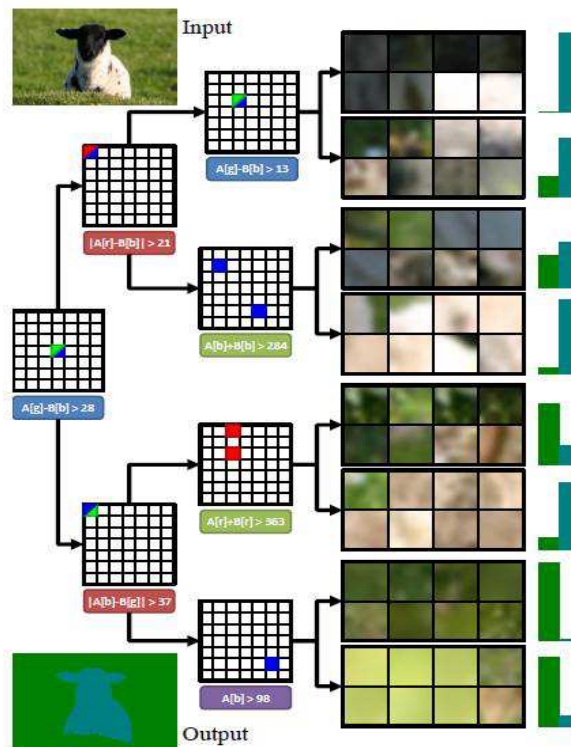 Input
A[g]-B[b] > 13
|A[r]-B[b]| > 21
A[b]+B[b] > 284
A[g]-B[b] > 28
A[r]+B[r] > 363
|A[b]-B[g]| > 37
A[b] > 98
Output